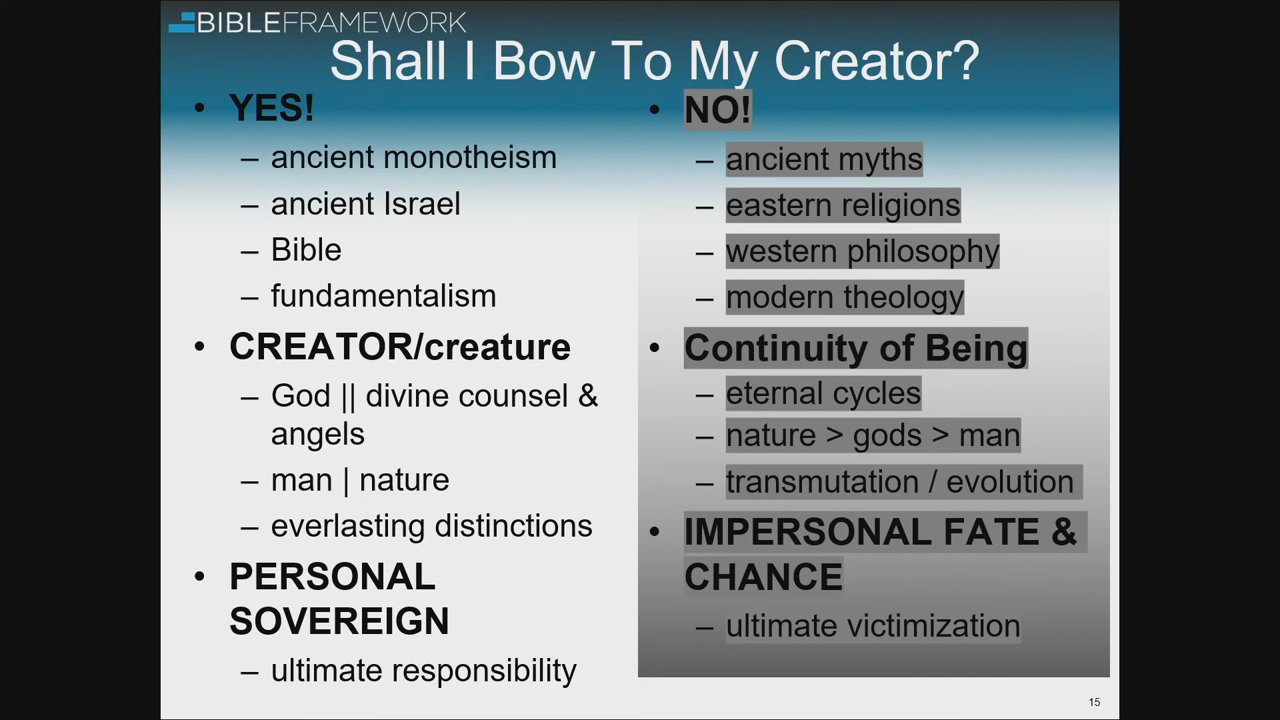 BIBLEFRAMEWORK
Shall I Bow To My Creator?
• YES!
– ancient monotheism
– ancient Israel
– Bible
– fundamentalism
• CREATOR/creature
– God || divine counsel &
angels
– man | nature
– everlasting distinctions
• PERSONAL
SOVEREIGN
– ultimate responsibility
• NO!
– ancient myths
– eastern religions
– western philosophy
– modern theology
• Continuity of Being
– eternal cycles
– nature > gods > man
– transmutation / evolution
• IMPERSONAL FATE &
CHANCE
– ultimate victimization
15